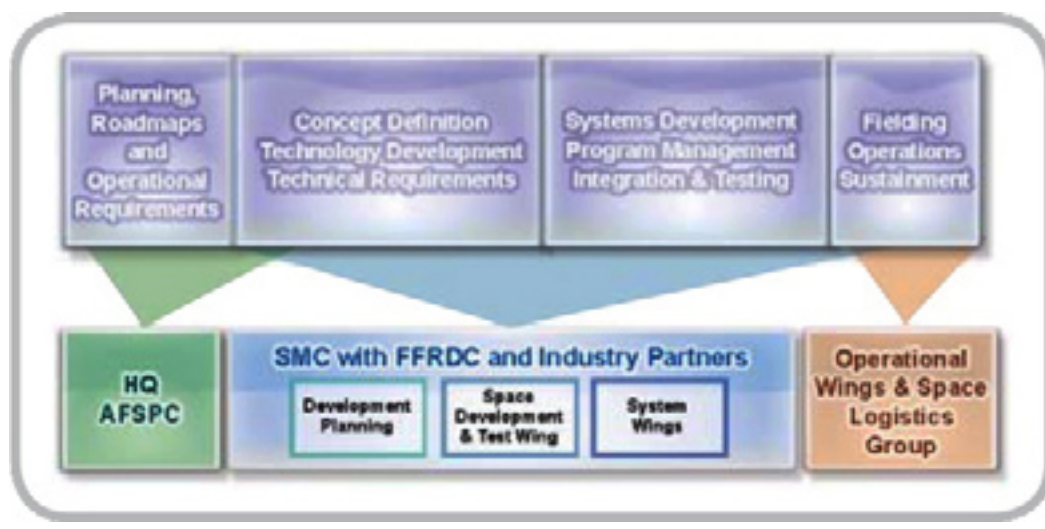 Planning,
Roadmaps
and
Operational
Requirements
Concept Definition
Technology Development
Technical Requirements
Systems Development
Program Management
Integration & Testing
Fielding
Operations
Sustainment
HQ
AFSPC
SMC with FFRDC and Industry Partners
Development
Planning
Space
Development
& Test Wing
System
Wings
Operational
Wings & Space
Logistics
Group